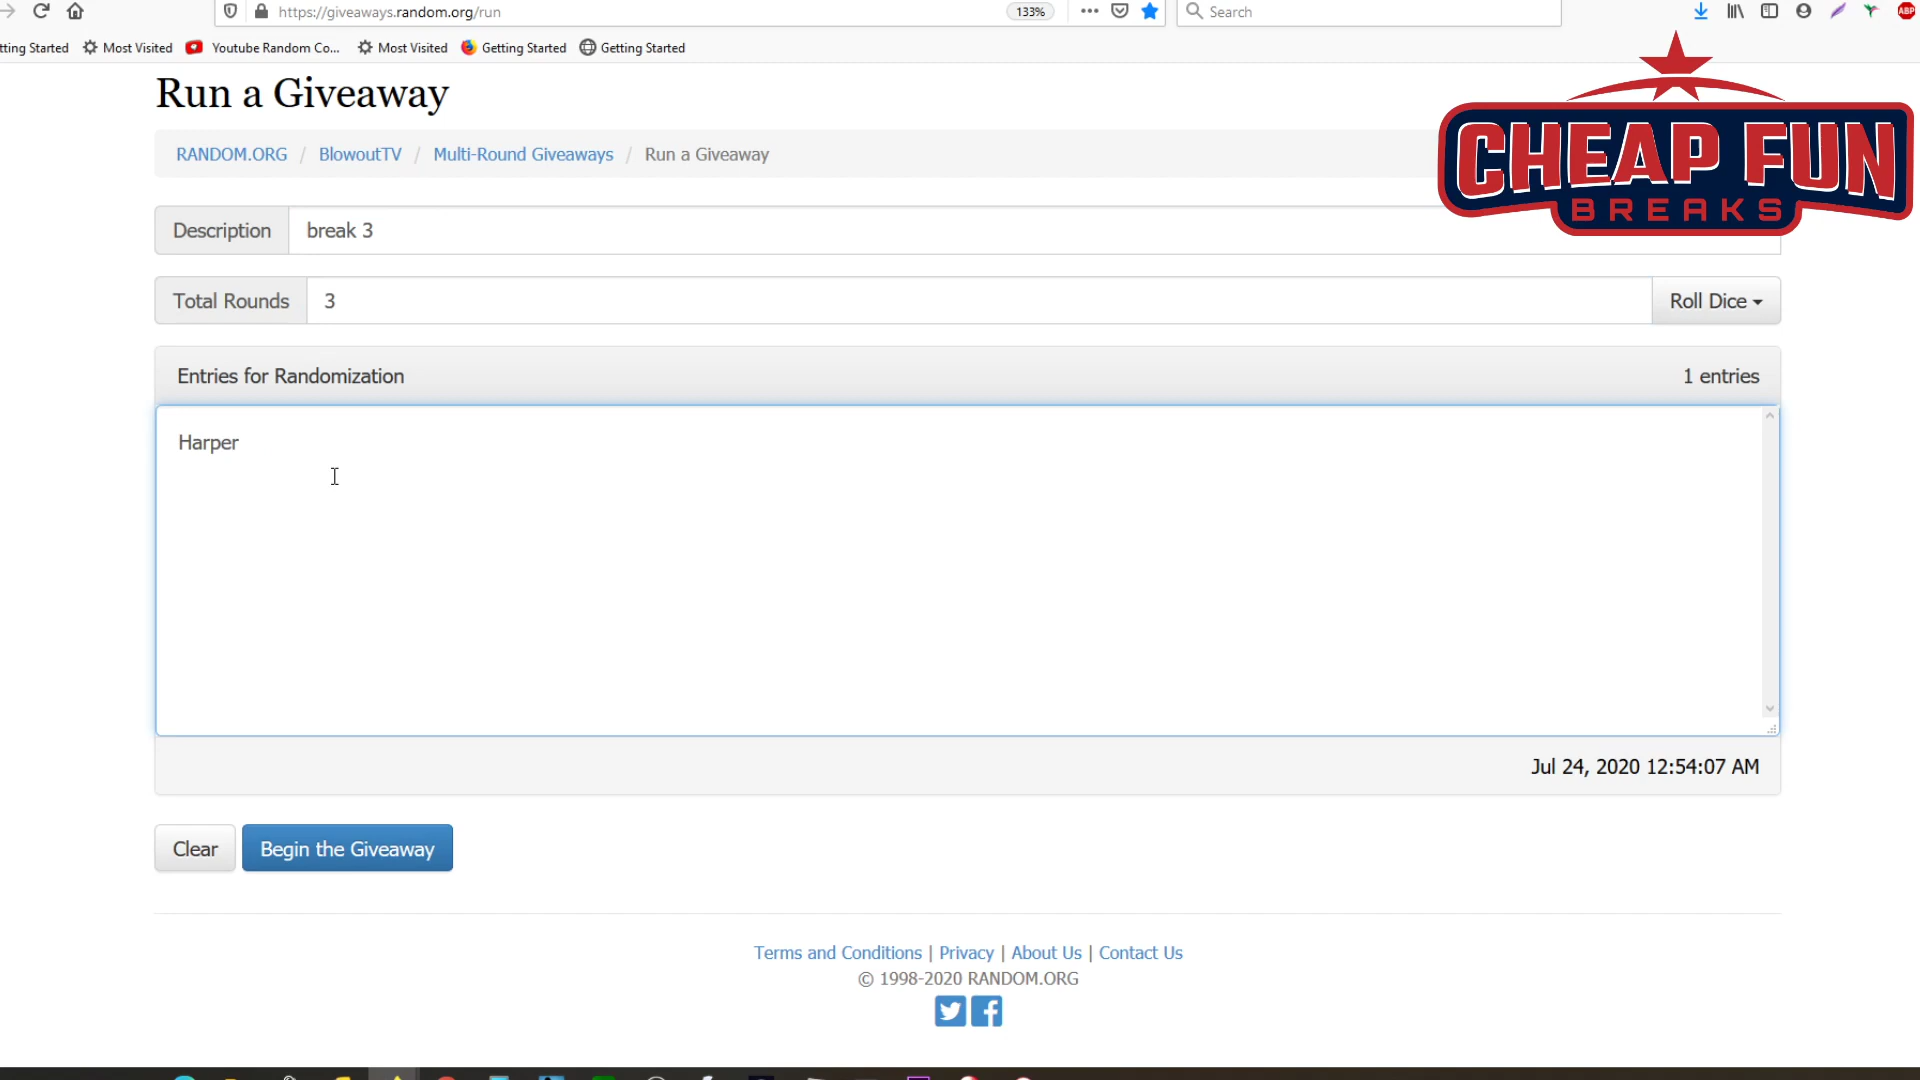 https://giveaways.random.org/run
133%
Search
ABP
tting Started
Most Visited
Youtube Random Co...
Most Visited
Getting Started
Getting Started
Run a Giveaway
CHEAP FUN
BREAKS
RANDOM.ORG / BlowoutTV / Multi-Round Giveaways / Run a Giveaway
Description break 3
Total Rounds 3 Roll Dice
Entries for Randomization 1 entries
Harper
Jul 24, 2020 12:54:07 AM
Clear Begin the Giveaway
Terms and Conditions | Privacy | About Us | Contact Us
© 1998-2020 RANDOM.ORG